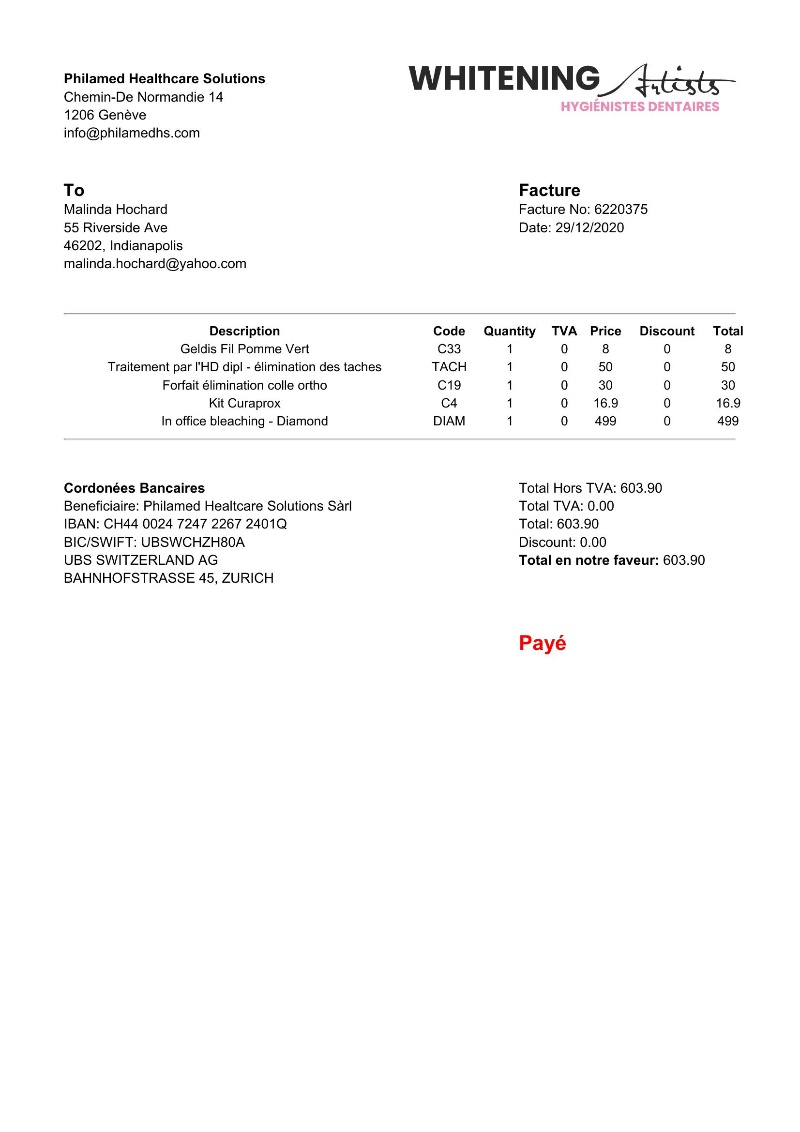 Philamed Healthcare Solutions
Chemin-De Normandie 14
1206 Genève
info@philamedhs.com
WHITENING Artists
HYGIÉNISTES DENTAIRES
To
Malinda Hochard
55 Riverside Ave
46202, Indianapolis
malinda.hochard@yahoo.com
Facture
Facture No: 6220375
Date: 29/12/2020
Description Code Quantity TVA Price Discount Total
Geldis Fil Pomme Vert C33 1 0 8 0 8
Traitement par l'HD dipl - élimination des taches TACH 1 0 50 0 50
Forfait élimination colle ortho C19 1 0 30 0 30
Kit Curaprox C4 1 0 16.9 0 16.9
In office bleaching - Diamond DIAM 1 0 499 0 499
Cordonées Bancaires
Beneficiaire: Philamed Healtcare Solutions Sàrl
IBAN: CH44 0024 7247 2267 2401Q
BIC/SWIFT: UBSWCHZH80A
UBS SWITZERLAND AG
BAHNHOFSTRASSE 45, ZURICH
Total Hors TVA: 603.90
Total TVA: 0.00
Total: 603.90
Discount: 0.00
Total en notre faveur: 603.90
Payé